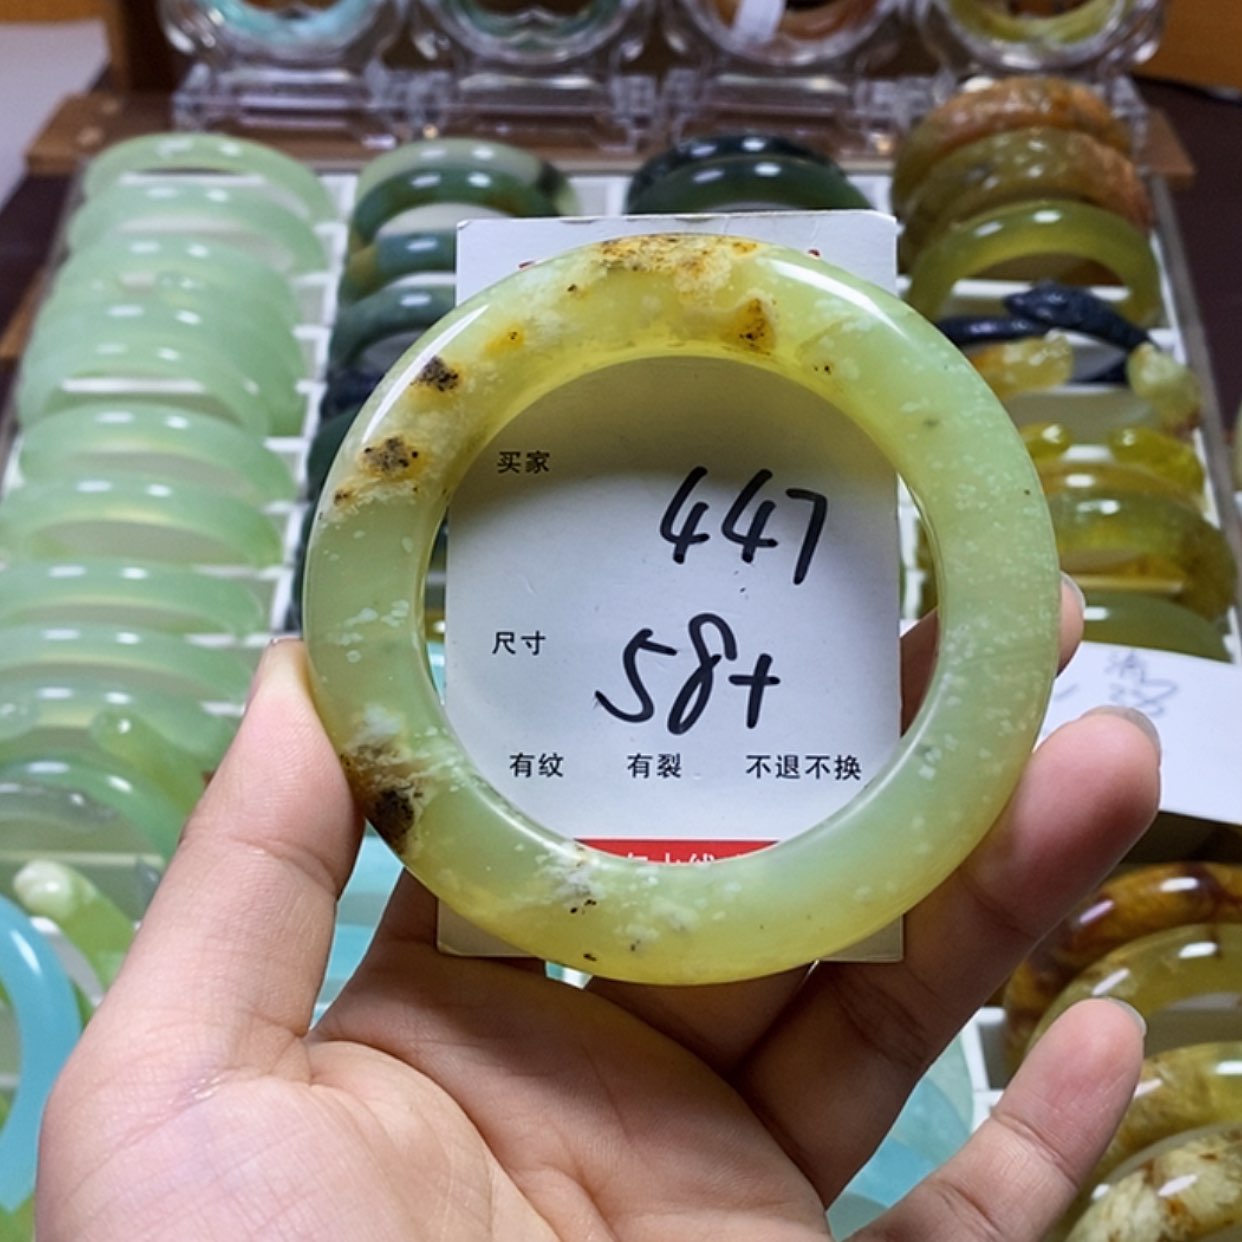 买家
447
尺寸
58+
有纹 有裂 不退不换